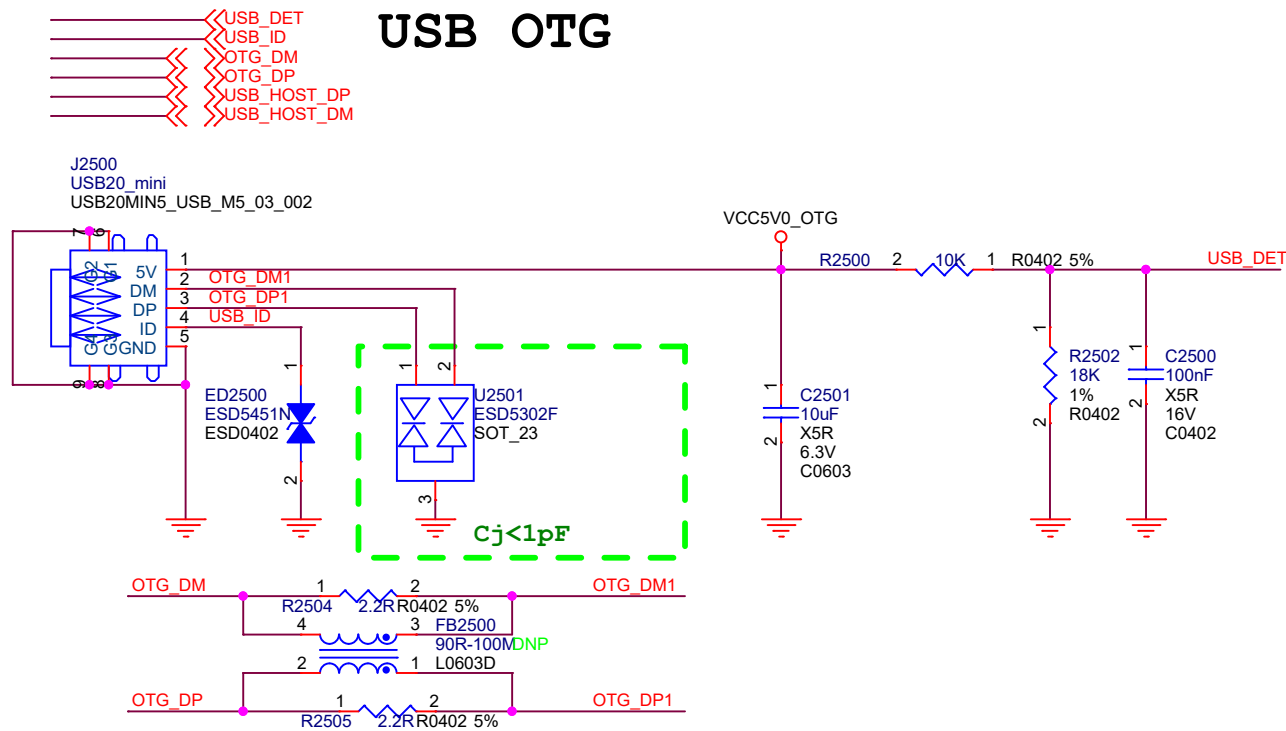 USB OTG
USB_DET
USB_ID
OTG_DM
OTG_DP
USB_HOST_DP
USB_HOST_DM
J2500
USB20_mini
USB20MIN5_USB_M5_03_002
7 6
G2 G1
5V 1
DM 2 OTG_DM1
DP 3 OTG_DP1
ID 4 USB_ID
GND 5
G4 G3
9 8
ED2500
ESD5451N
ESD0402
1
2
1 2
U2501
ESD5302F
SOT_23
3
Cj<1pF
VCC5V0_OTG
R2500 2 10K 1 R0402 5%
USB_DET
1
C2501
10uF
X5R
6.3V
C0603
2
1
R2502
18K
1%
R0402
2
1
C2500
100nF
X5R
16V
C0402
2
OTG_DM 1 2 OTG_DM1
R2504 2.2R R0402 5%
4 3 FB2500
90R-100M DNP
2 1 L0603D
OTG_DP 1 2 OTG_DP1
R2505 2.2R R0402 5%